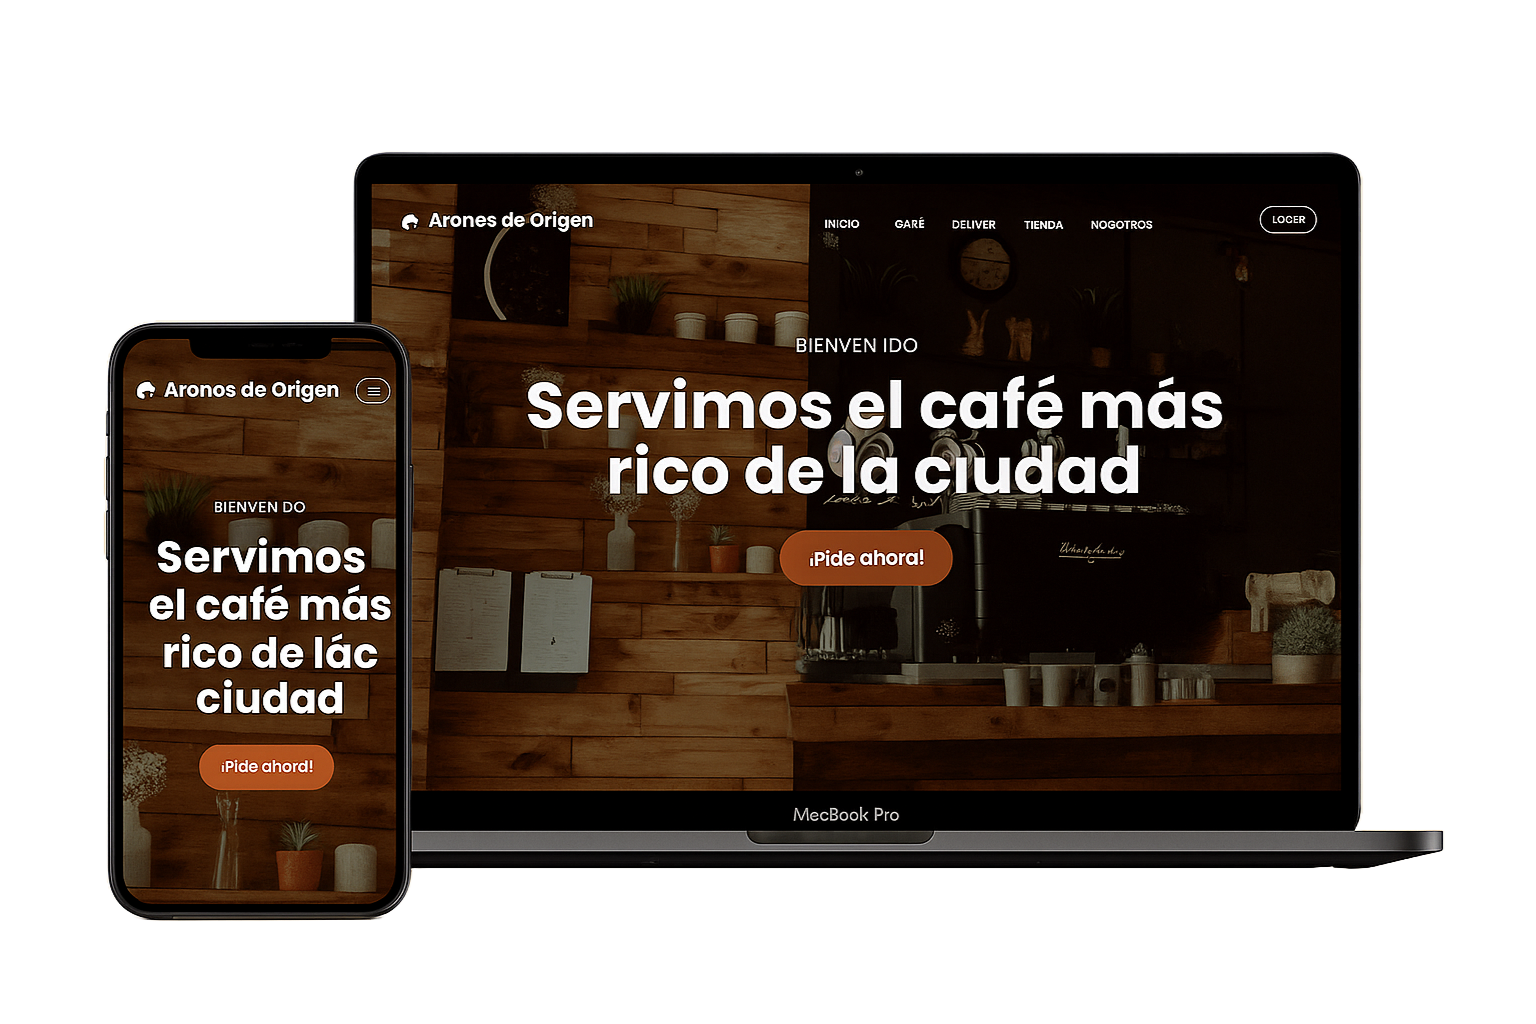 Arones de Origen
INICIO GARÉ DELIVER TIENDA NOGOTROS LOGER
BIENVEN IDO
Servimos el café más
rico de la cıudad
¡Pide ahora!
MecBook Pro
Aronos de Origen
BIENVEN DO
Servimos
el café más
rico de lác
ciudad
¡Pide ahord!